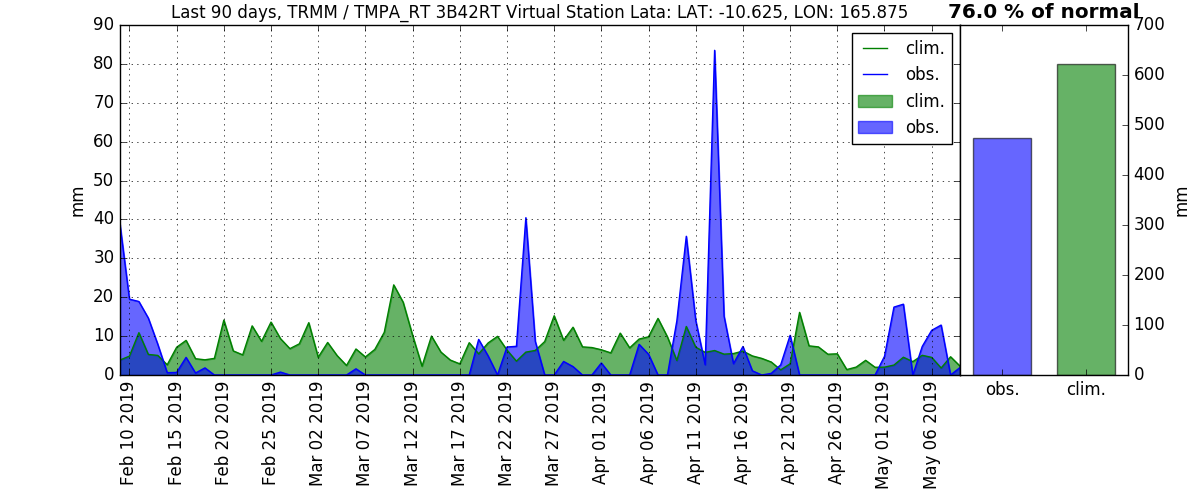 Last 90 days, TRMM / TMPA_RT 3B42RT Virtual Station Lata: LAT: -10.625, LON: 165.875
76.0 % of normal
90
80
70
60
50
40
30
20
10
0
mm
clim.
obs.
clim.
obs.
Feb 10 2019
Feb 15 2019
Feb 20 2019
Feb 25 2019
Mar 02 2019
Mar 07 2019
Mar 12 2019
Mar 17 2019
Mar 22 2019
Mar 27 2019
Apr 01 2019
Apr 06 2019
Apr 11 2019
Apr 16 2019
Apr 21 2019
Apr 26 2019
May 01 2019
May 06 2019
700
600
500
400
300
200
100
0
mm
obs.
clim.